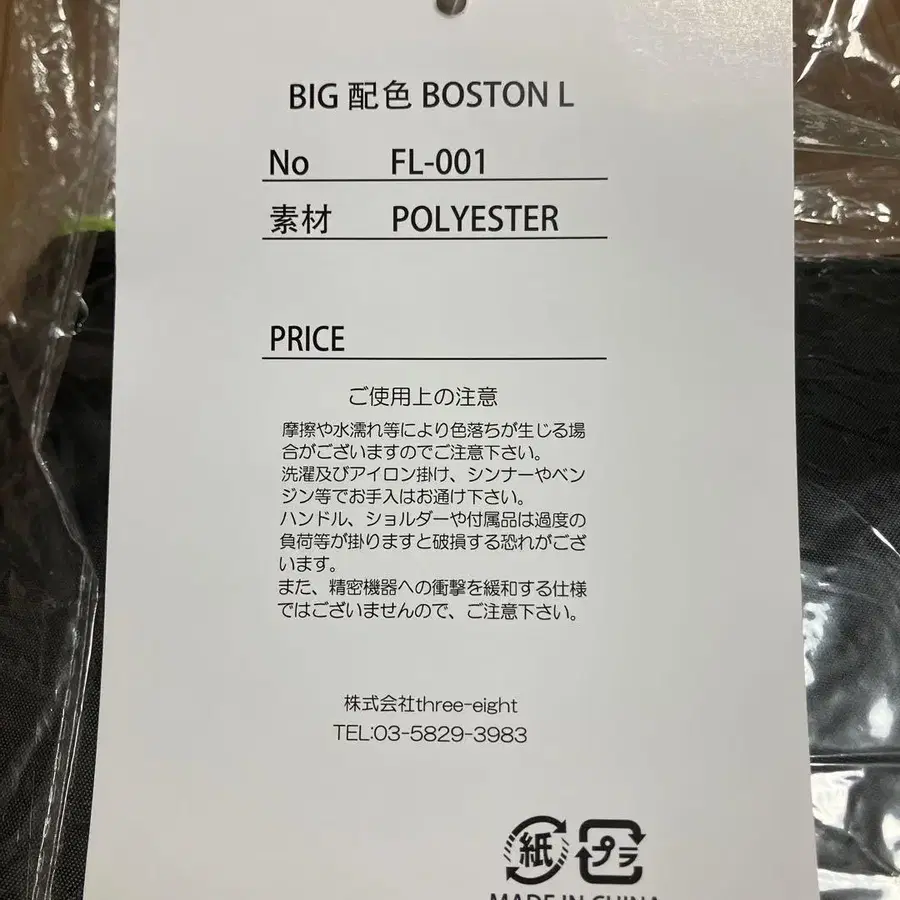 BIG 配色 BOSTON L
No FL-001
素材 POLYESTER
PRICE
ご使用上の注意
摩擦や水濡れ等により色落ちが生じる場
合がございますのでご注意下さい。
洗濯及びアイロン掛け、シンナーやベン
ジン等でお手入はお通け下さい。
ハンドル、ショルダーや付属品は過度の
負荷等が掛りますと破損する恐れがござ
います。
また、精密機器への衝撃を緩和する仕様
ではございませんので、ご注意下さい。
株式会社three-eight
TEL:03-5829-3983
紙 プラ
MADE IN CHINA